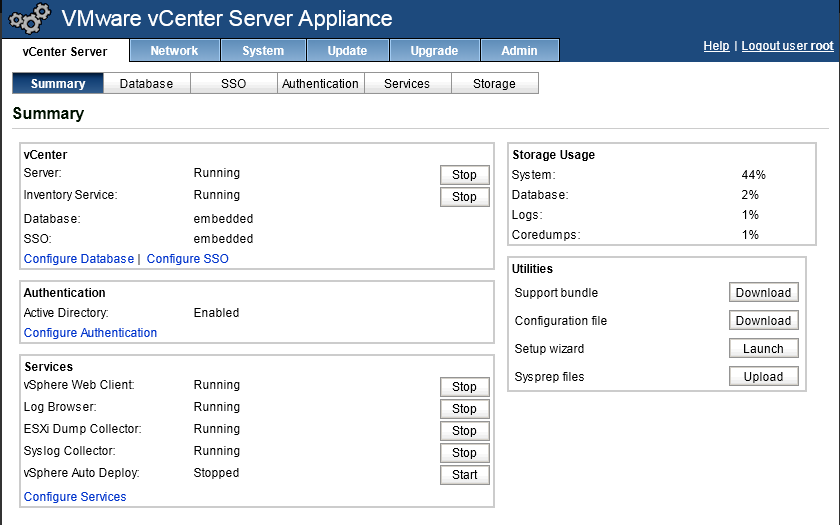 VMware vCenter Server Appliance
vCenter Server Network System Update Upgrade Admin Help | Logout user root
Summary Database SSO Authentication Services Storage
Summary
vCenter
Server: Running Stop
Inventory Service: Running Stop
Database: embedded
SSO: embedded
Configure Database | Configure SSO
Authentication
Active Directory: Enabled
Configure Authentication
Services
vSphere Web Client: Running Stop
Log Browser: Running Stop
ESXi Dump Collector: Running Stop
Syslog Collector: Running Stop
vSphere Auto Deploy: Stopped Start
Configure Services
Storage Usage
System: 44%
Database: 2%
Logs: 1%
Coredumps: 1%
Utilities
Support bundle Download
Configuration file Download
Setup wizard Launch
Sysprep files Upload